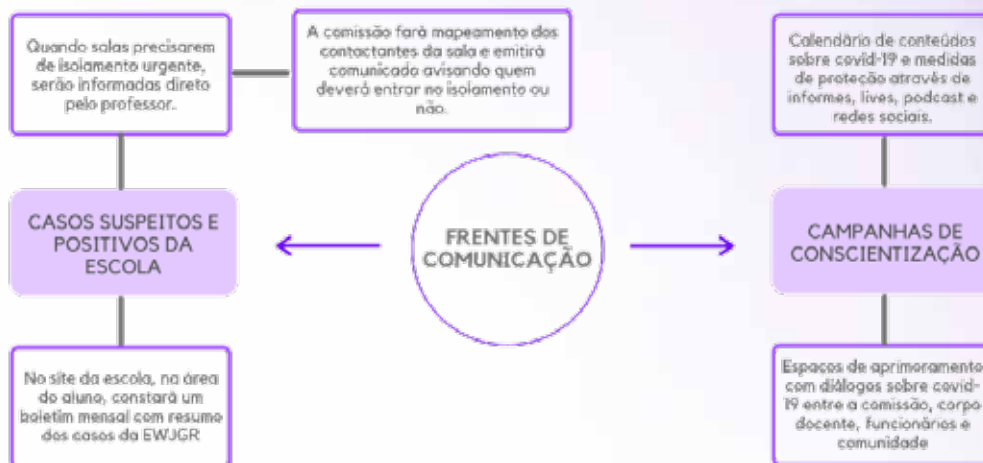 Quando salas precisarem
de isolamento urgente,
serão informadas direto
pelo professor.
A comissão fará mapeamento dos
contactantes da sala e emitirá
comunicado avisando quem
deverá entrar no isolamento ou
não.
Calendário de conteúdos
sobre covid-19 e medidas
de proteção através de
informes, lives, podcast e
redes sociais.
CASOS SUSPEITOS E
POSITIVOS DA
ESCOLA
FRENTES DE
COMUNICAÇÃO
CAMPANHAS DE
CONSCIENTIZAÇÃO
No site da escola, na área
do aluno, constará um
boletim mensal com resumo
dos casos da EWJGR
Espaços de aprimoramento
com diálogos sobre covid-
19 entre a comissão, corpo
docente, funcionários e
comunidade